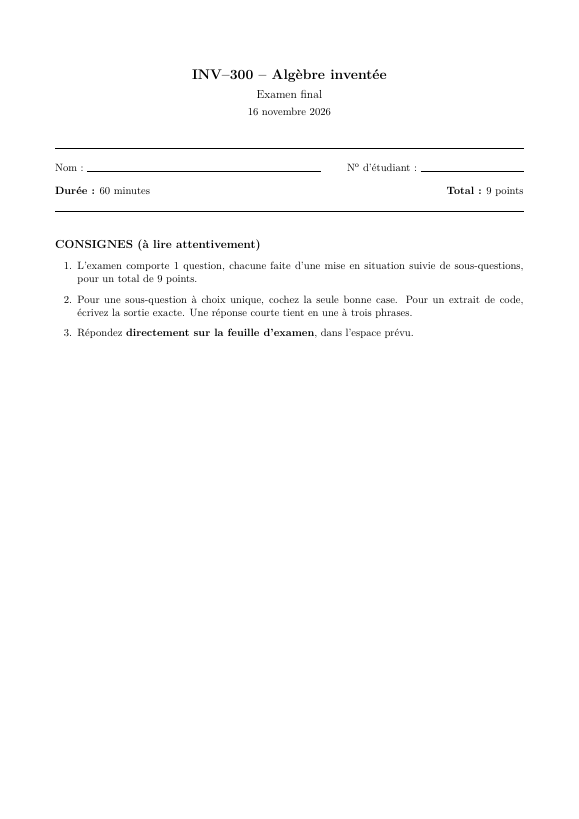 INV–300 – Algèbre inventée
Examen final
16 novembre 2026
Nom : Nº d'étudiant :
Durée : 60 minutes Total : 9 points
CONSIGNES (à lire attentivement)
1. L'examen comporte 1 question, chacune faite d'une mise en situation suivie de sous-questions,
pour un total de 9 points.
2. Pour une sous-question à choix unique, cochez la seule bonne case. Pour un extrait de code,
écrivez la sortie exacte. Une réponse courte tient en une à trois phrases.
3. Répondez directement sur la feuille d'examen, dans l'espace prévu.